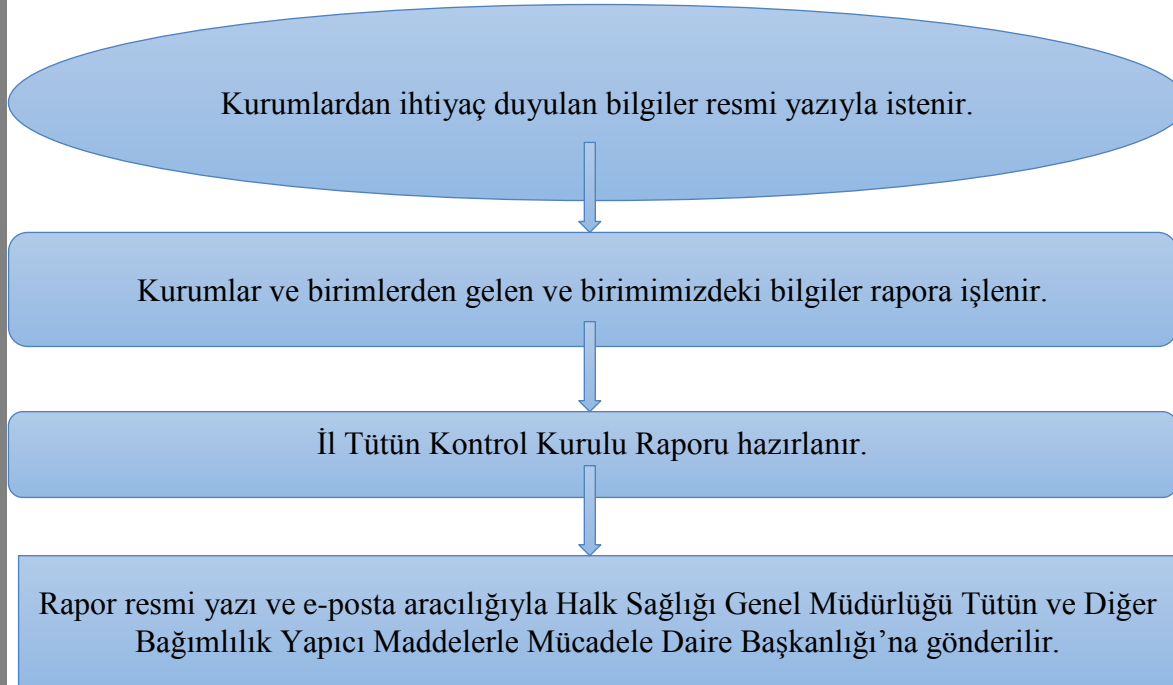 Kurumlardan ihtiyaç duyulan bilgiler resmi yazıyla istenir.
Kurumlar ve birimlerden gelen ve birimimizdeki bilgiler rapora işlenir.
İl Tütün Kontrol Kurulu Raporu hazırlanır.
Rapor resmi yazı ve e-posta aracılığıyla Halk Sağlığı Genel Müdürlüğü Tütün ve Diğer
Bağımlılık Yapıcı Maddelerle Mücadele Daire Başkanlığı’na gönderilir.